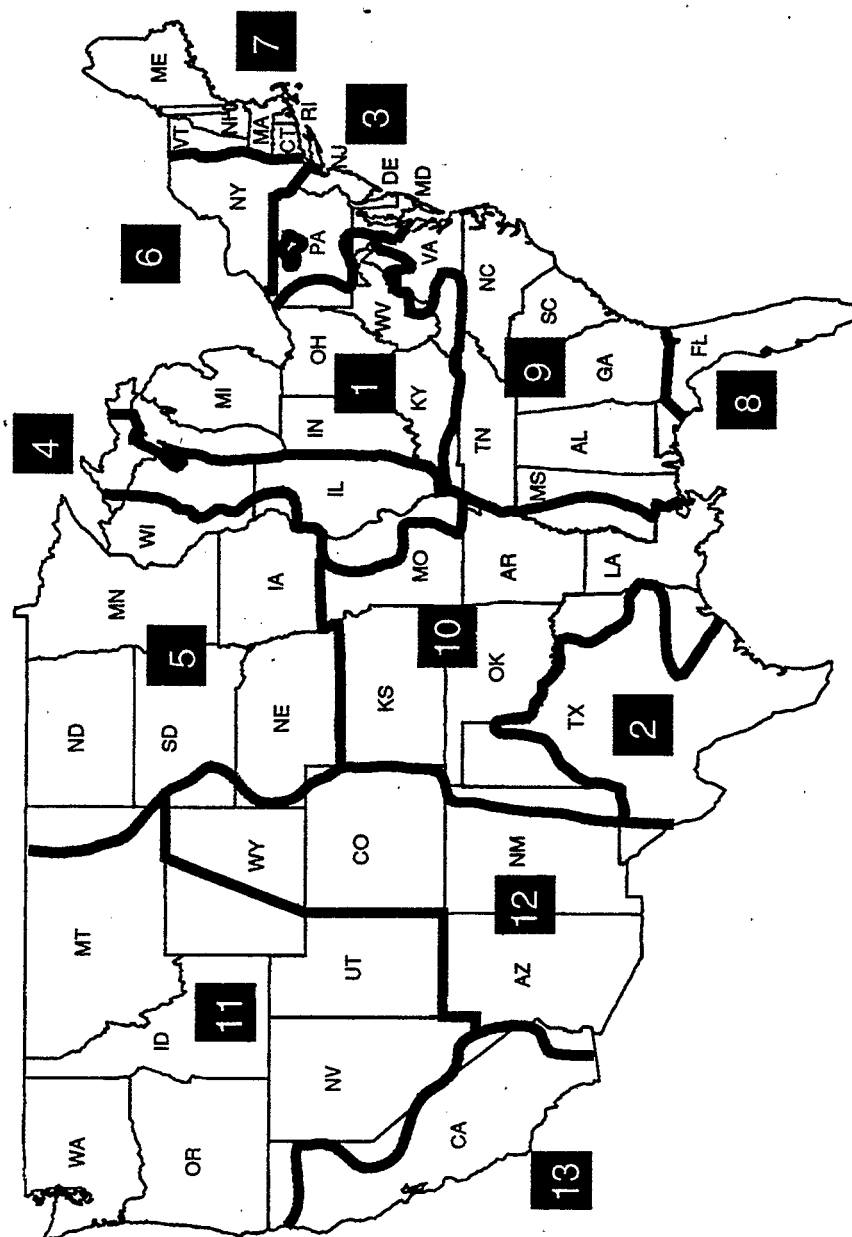 WA
MT
ND
MN
ME
OR
ID
SD
WI
MI
NY
VT
NH
MA
CT
RI
WY
NE
IA
IL
IN
OH
PA
NJ
NV
UT
CO
KS
MO
KY
WV
VA
DE
MD
CA
AZ
NM
OK
AR
TN
NC
SC
TX
LA
MS
AL
GA
FL
1
2
3
4
5
6
7
8
9
10
11
12
13